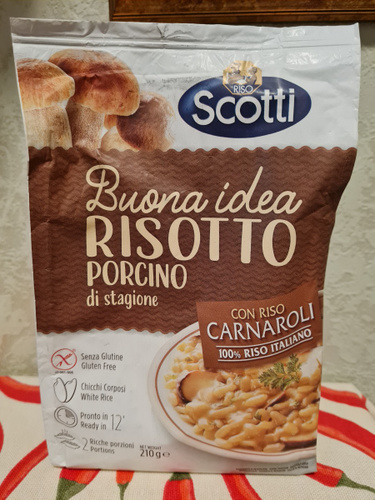 RISO
Scotti
Buona idea
RISOTTO
PORCINO
di stagione
CON RISO
CARNAROLI
100% RISO ITALIANO
Senza Glutine
Gluten Free
Chicchi Corposi
White Rice
Pronto in
Ready in 12'
2 Ricche porzioni
Portions
NET WEIGHT
210 g e